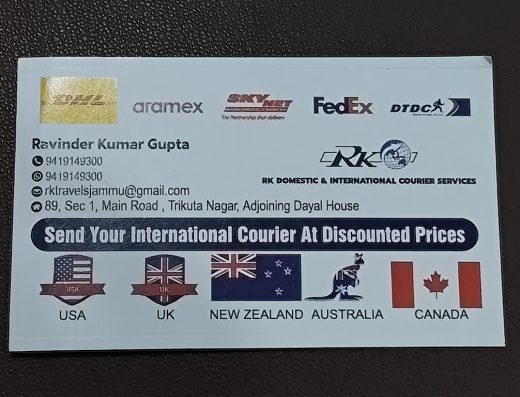 DHL aramex SKYNET FedEx DTDC
The Partnership that delivers
Ravinder Kumar Gupta
9419149300
9419149300
RK
rktravelsjammu@gmail.com
RK DOMESTIC & INTERNATIONAL COURIER SERVICES
89, Sec 1, Main Road , Trikuta Nagar, Adjoining Dayal House
Send Your International Courier At Discounted Prices
USA UK
USA UK NEW ZEALAND AUSTRALIA CANADA